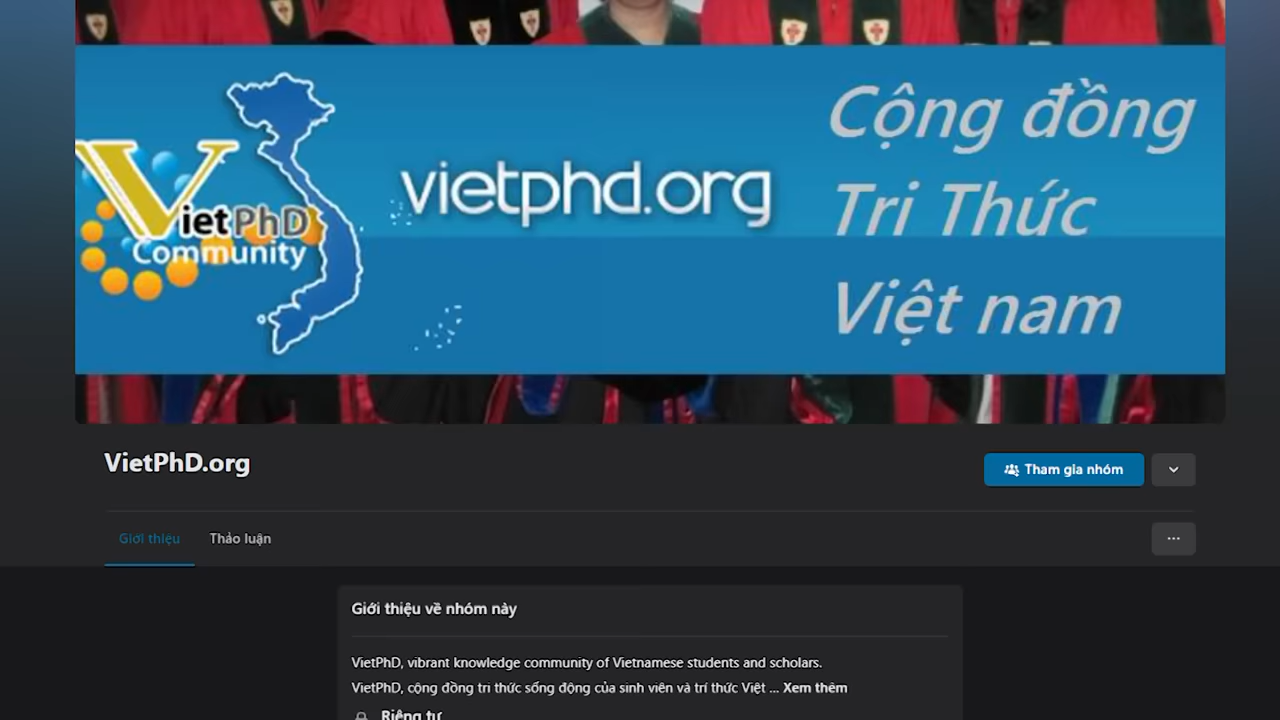 Cộng đồng
Tri Thức
Việt nam
vietphd.org
VietPhD
Community
VietPhD.org
Tham gia nhóm
Giới thiệu
Thảo luận
Giới thiệu về nhóm này
VietPhD, vibrant knowledge community of Vietnamese students and scholars.
VietPhD, cộng đồng tri thức sống động của sinh viên và trí thức Việt ... Xem thêm
Riêng tư